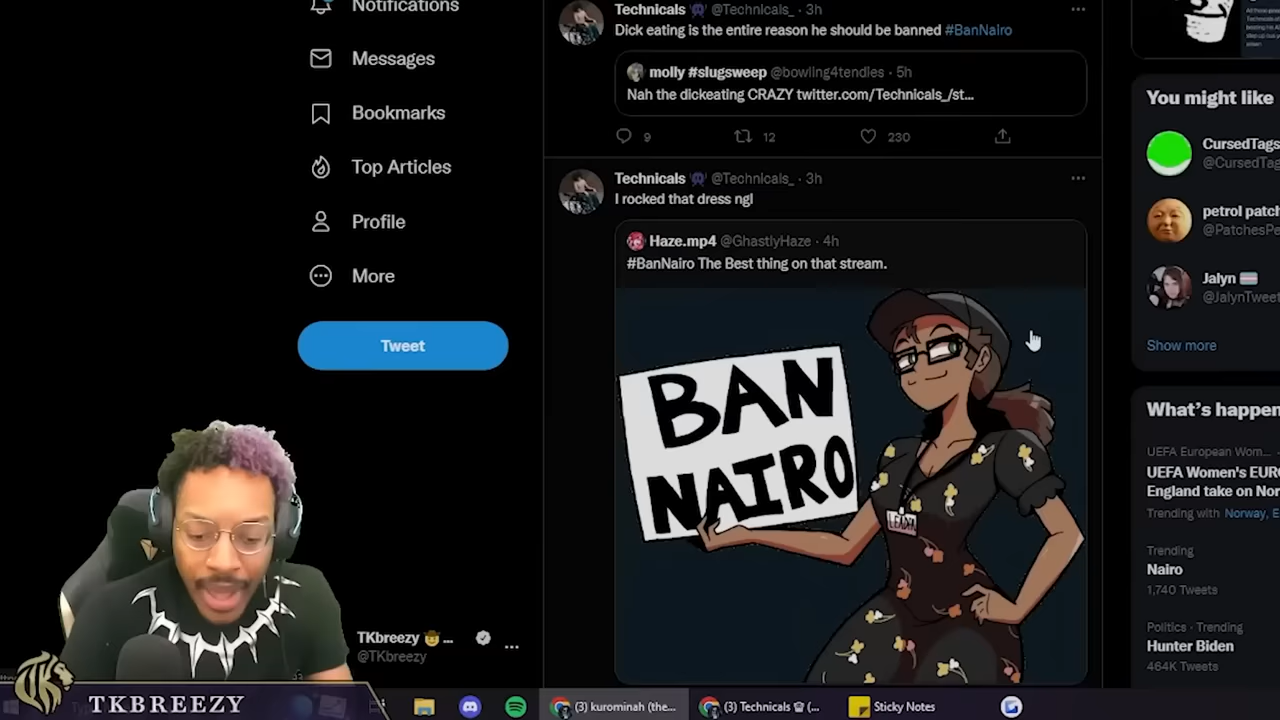 Notifications
Messages
Bookmarks
Top Articles
Profile
More
Tweet
TKbreezy 🤠...
@TKbreezy
Technicals @Technicals_ · 3h
Dick eating is the entire reason he should be banned #BanNairo
molly #slugsweep @bowling4tendies · 5h
Nah the dickeating CRAZY twitter.com/Technicals_/st...
9
12
230
Technicals @Technicals_ · 3h
I rocked that dress ngl
Haze.mp4 @GhastlyHaze · 4h
#BanNairo The Best thing on that stream.
BAN
NAIRO
LEADER
You might like
CursedTags
@CursedTag
petrol patch
@PatchesPe
Jalyn
@JalynTweet
Show more
What's happen
UEFA European Wom...
UEFA Women's EUR
England take on Nor
Trending with Norway, E
Trending
Nairo
1,740 Tweets
Politics · Trending
Hunter Biden
464K Tweets
TK
TKBREEZY
(3) kurominah (the...
(3) Technicals (...
Sticky Notes